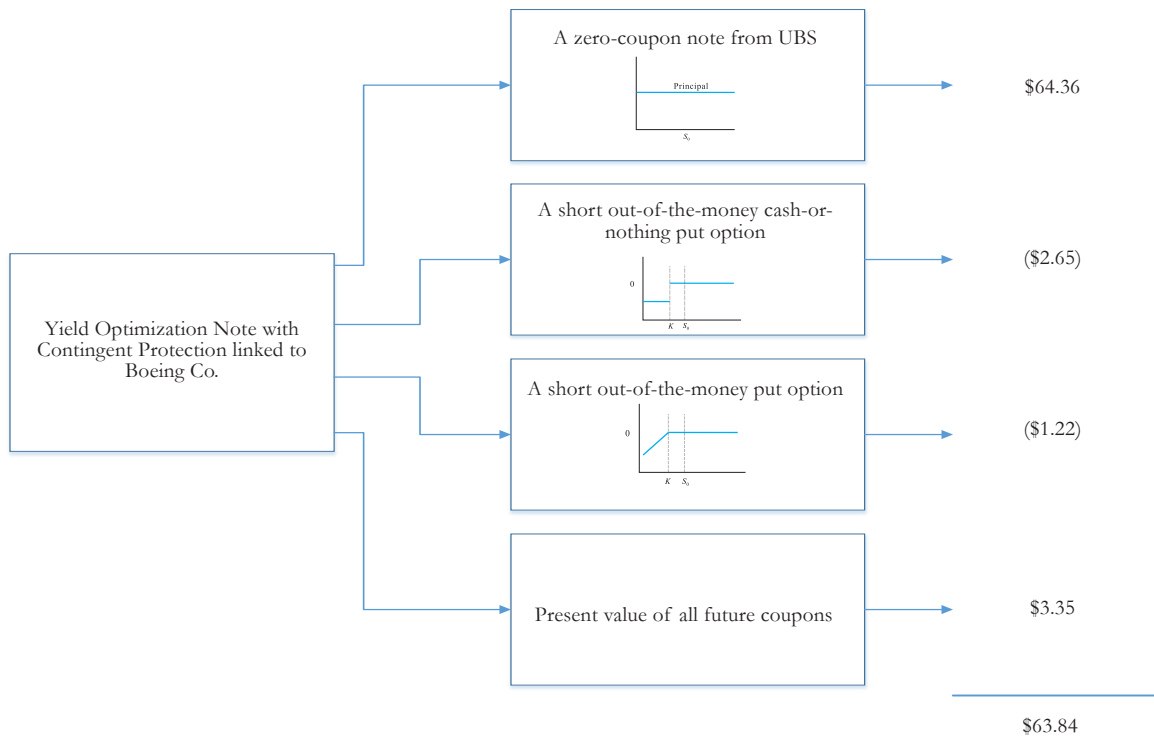 A zero-coupon note from UBS
Principal
S₀
$64.36
A short out-of-the-money cash-or-
nothing put option
0
K S₀
($2.65)
Yield Optimization Note with
Contingent Protection linked to
Boeing Co.
A short out-of-the-money put option
0
K S₀
($1.22)
Present value of all future coupons
$3.35
$63.84